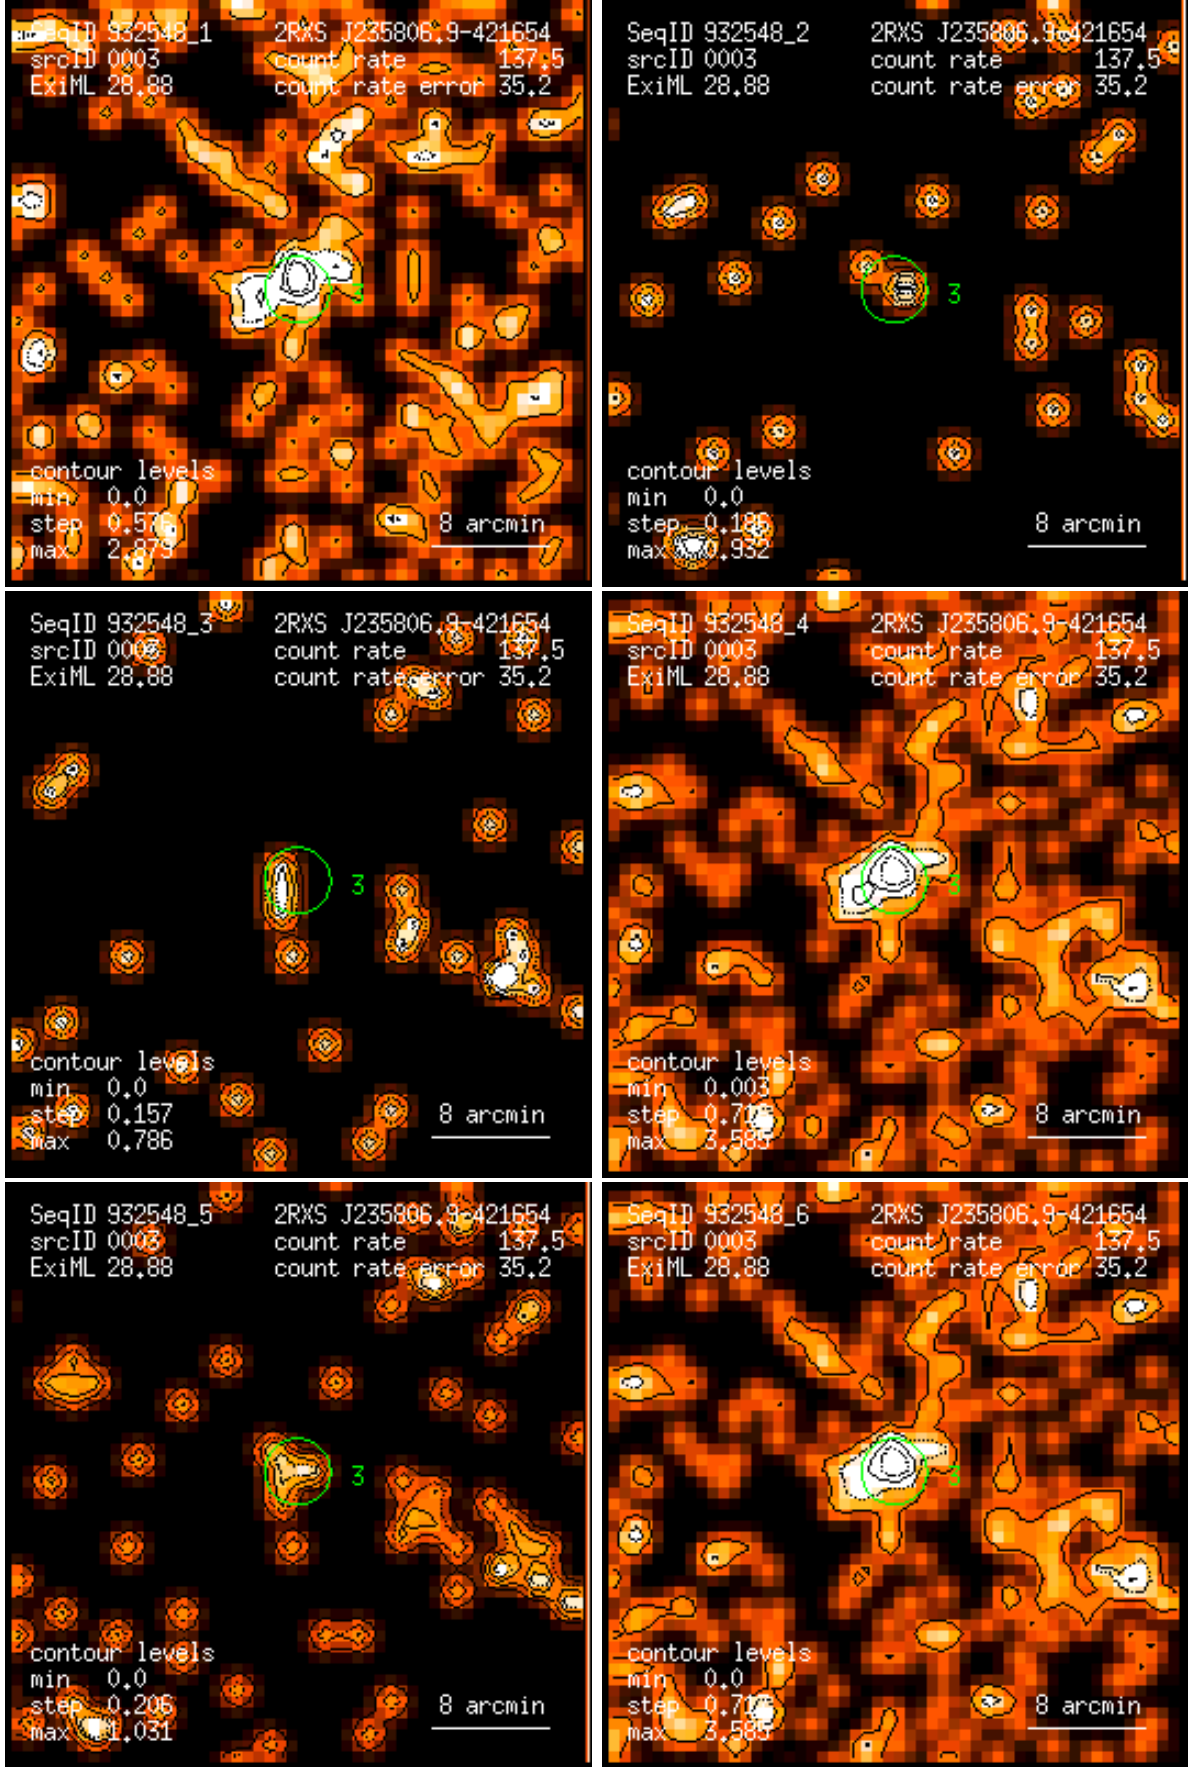 SeqID 932548_1 2RXS J235806.9-421654
srcID 0003 count rate 137.5
ExiML 28.88 count rate error 35.2
3
contour levels
min 0.0
step 0.576 8 arcmin
max 2.879
SeqID 932548_2 2RXS J235806.9-421654
srcID 0003 count rate 137.5
ExiML 28.88 count rate error 35.2
3
contour levels
min 0.0
step 0.186 8 arcmin
max 0.932
SeqID 932548_3 2RXS J235806.9-421654
srcID 0003 count rate 137.5
ExiML 28.88 count rate error 35.2
3
contour levels
min 0.0
step 0.157 8 arcmin
max 0.786
SeqID 932548_4 2RXS J235806.9-421654
srcID 0003 count rate 137.5
ExiML 28.88 count rate error 35.2
3
contour levels
min 0.003
step 8 arcmin
max 3.585
SeqID 932548_5 2RXS J235806.9-421654
srcID 0003 count rate 137.5
ExiML 28.88 count rate error 35.2
3
contour levels
min 0.0
step 0.206 8 arcmin
max 1.031
SeqID 932548_6 2RXS J235806.9-421654
srcID 0003 count rate 137.5
ExiML 28.88 count rate error 35.2
3
contour levels
min 0.0
step 8 arcmin
max 3.585